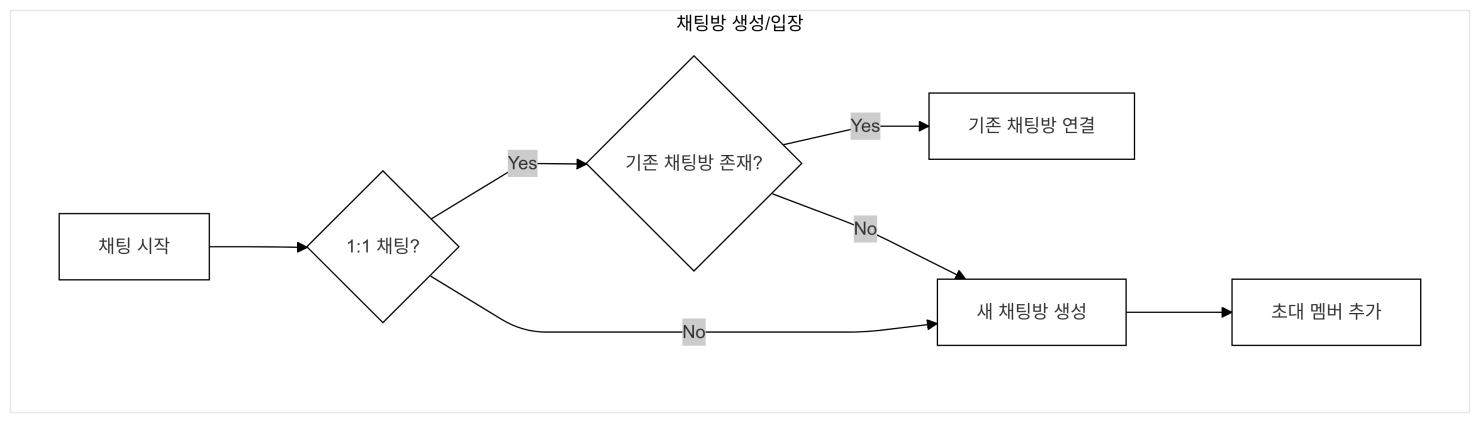 채팅방 생성/입장
채팅 시작
1:1 채팅?
Yes
기존 채팅방 존재?
Yes
기존 채팅방 연결
No
No
새 채팅방 생성
초대 멤버 추가